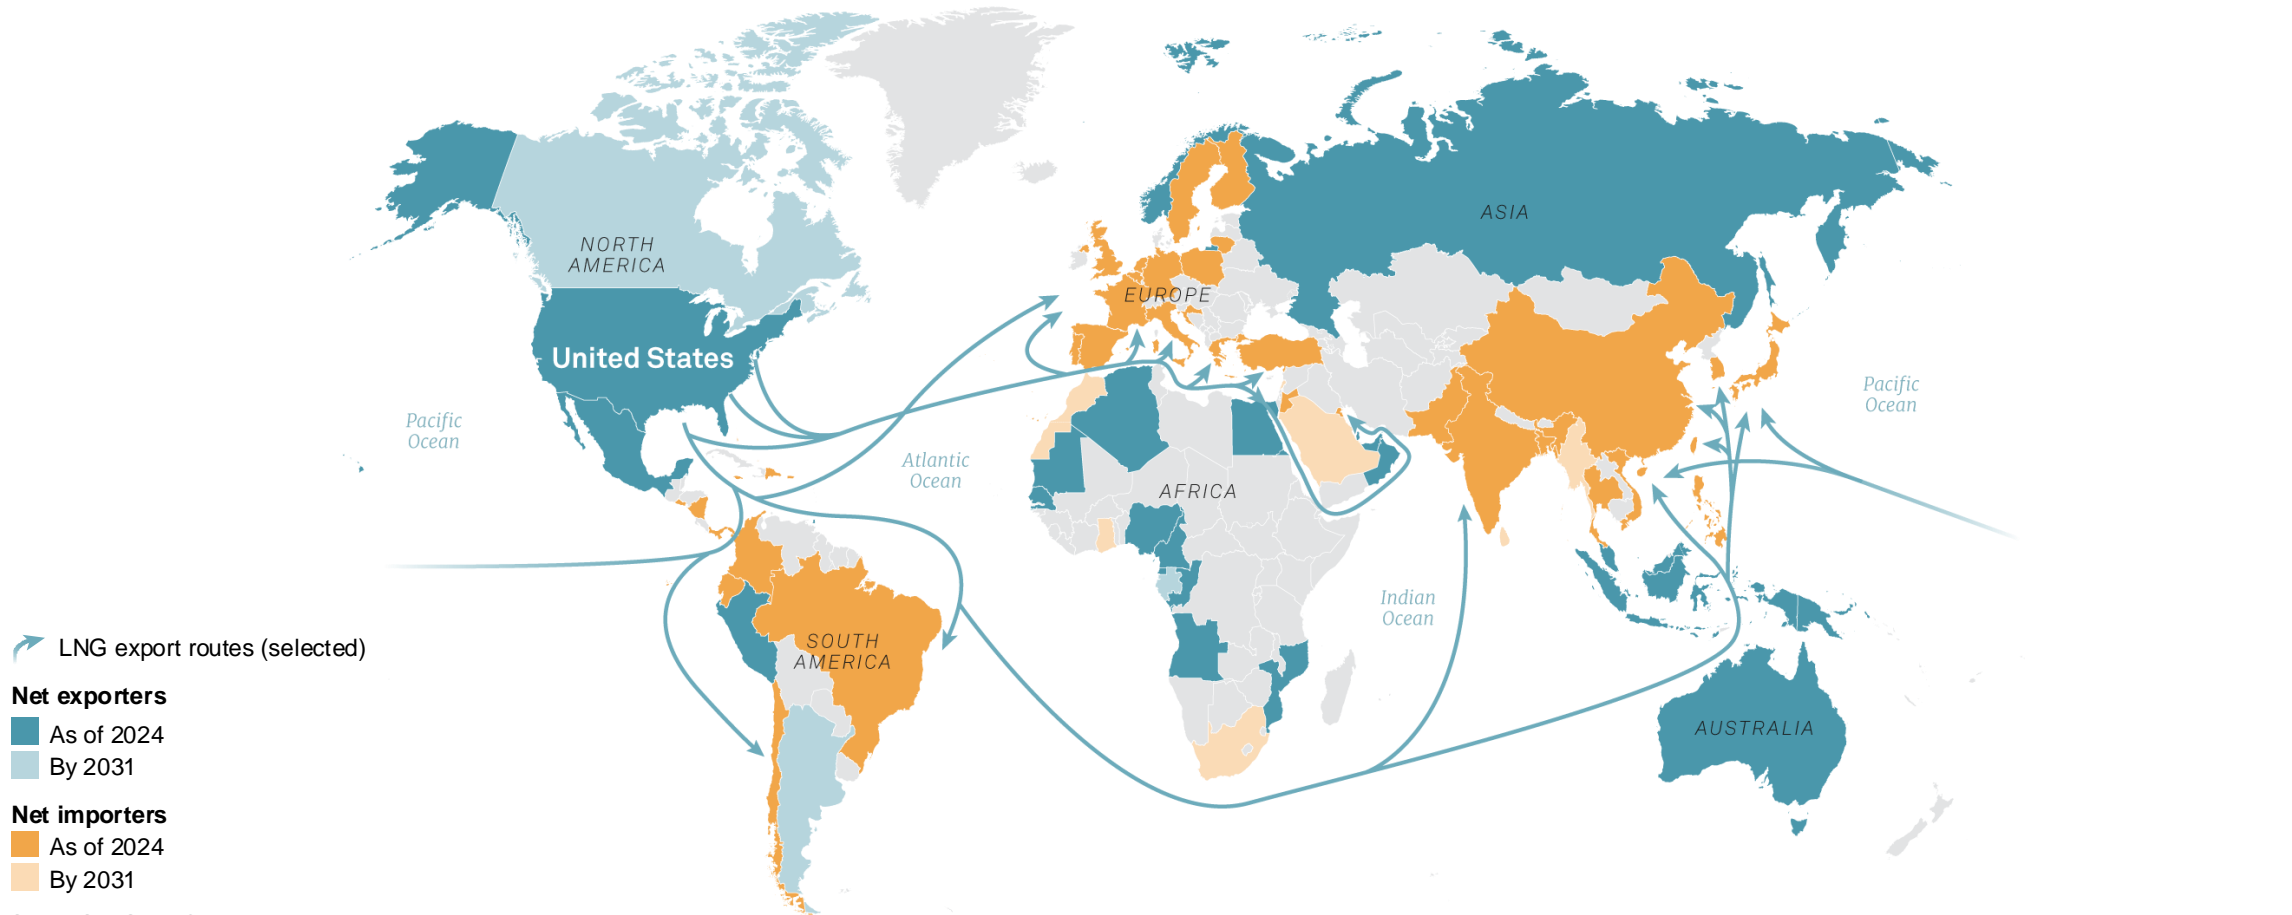 NORTH
AMERICA
United States
Pacific
Ocean
Atlantic
Ocean
EUROPE
ASIA
AFRICA
Pacific
Ocean
Indian
Ocean
SOUTH
AMERICA
AUSTRALIA
LNG export routes (selected)
Net exporters
As of 2024
By 2031
Net importers
As of 2024
By 2031